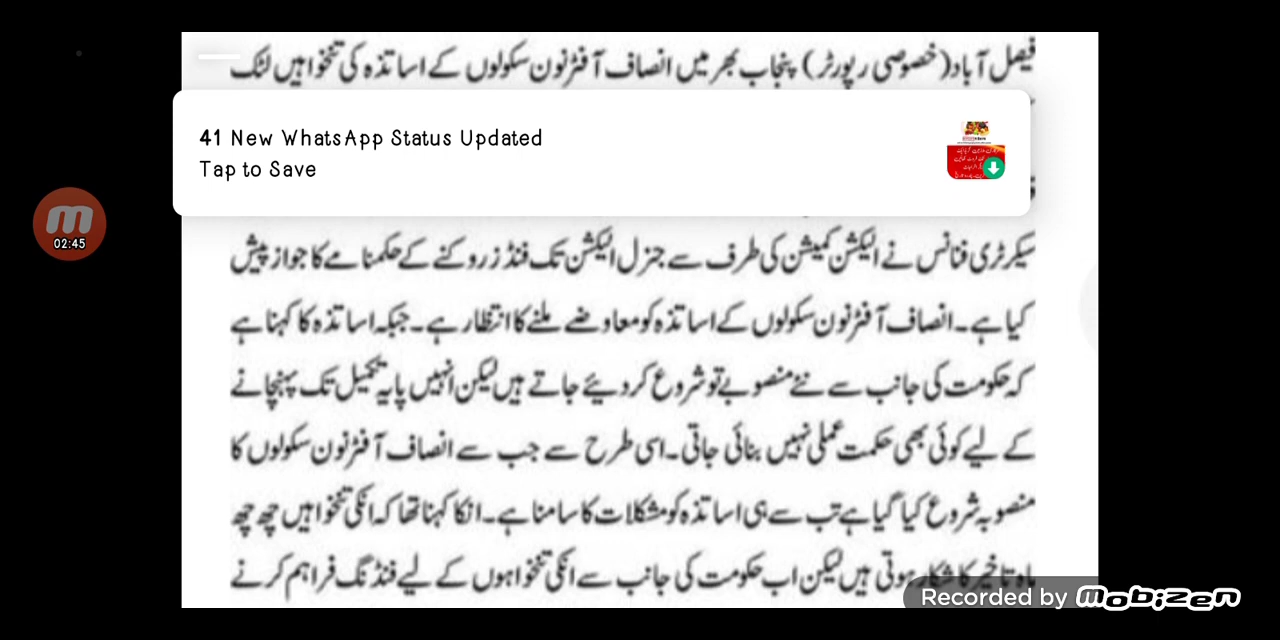 فیصل آباد (خصوصی رپورٹر) پنجاب بھر میں انصاف آفٹرنون سکولوں کے اساتذہ کی تنخواہیں لٹک
41 New WhatsApp Status Updated
Tap to Save
02:45
سیکرٹری فنانس نے الیکشن کمیشن کی طرف سے جنرل الیکشن تک فنڈز روکنے کے حکمنامے کا جواز پیش
کیا ہے۔ انصاف آفٹرنون سکولوں کے اساتذہ کو معاوضے ملنے کا انتظار ہے۔ جبکہ اساتذہ کا کہنا ہے
کہ حکومت کی جانب سے نئے منصوبے تو شروع کر دیئے جاتے ہیں لیکن انہیں پایہ تکمیل تک پہنچانے
کے لیے کوئی بھی حکمت عملی نہیں بنائی جاتی۔ اسی طرح سے جب سے انصاف آفٹرنون سکولوں کا
منصوبہ شروع کیا گیا ہے تب سے ہی اساتذہ کو مشکلات کا سامنا ہے۔ انکا کہنا تھا کہ انکی تنخواہیں چھ چھ
ماہ تاخیر کا شکار ہوتی ہیں لیکن اب حکومت کی جانب سے انکی تنخواہوں کے لیے فنڈنگ فراہم کرنے
Recorded by mobizen